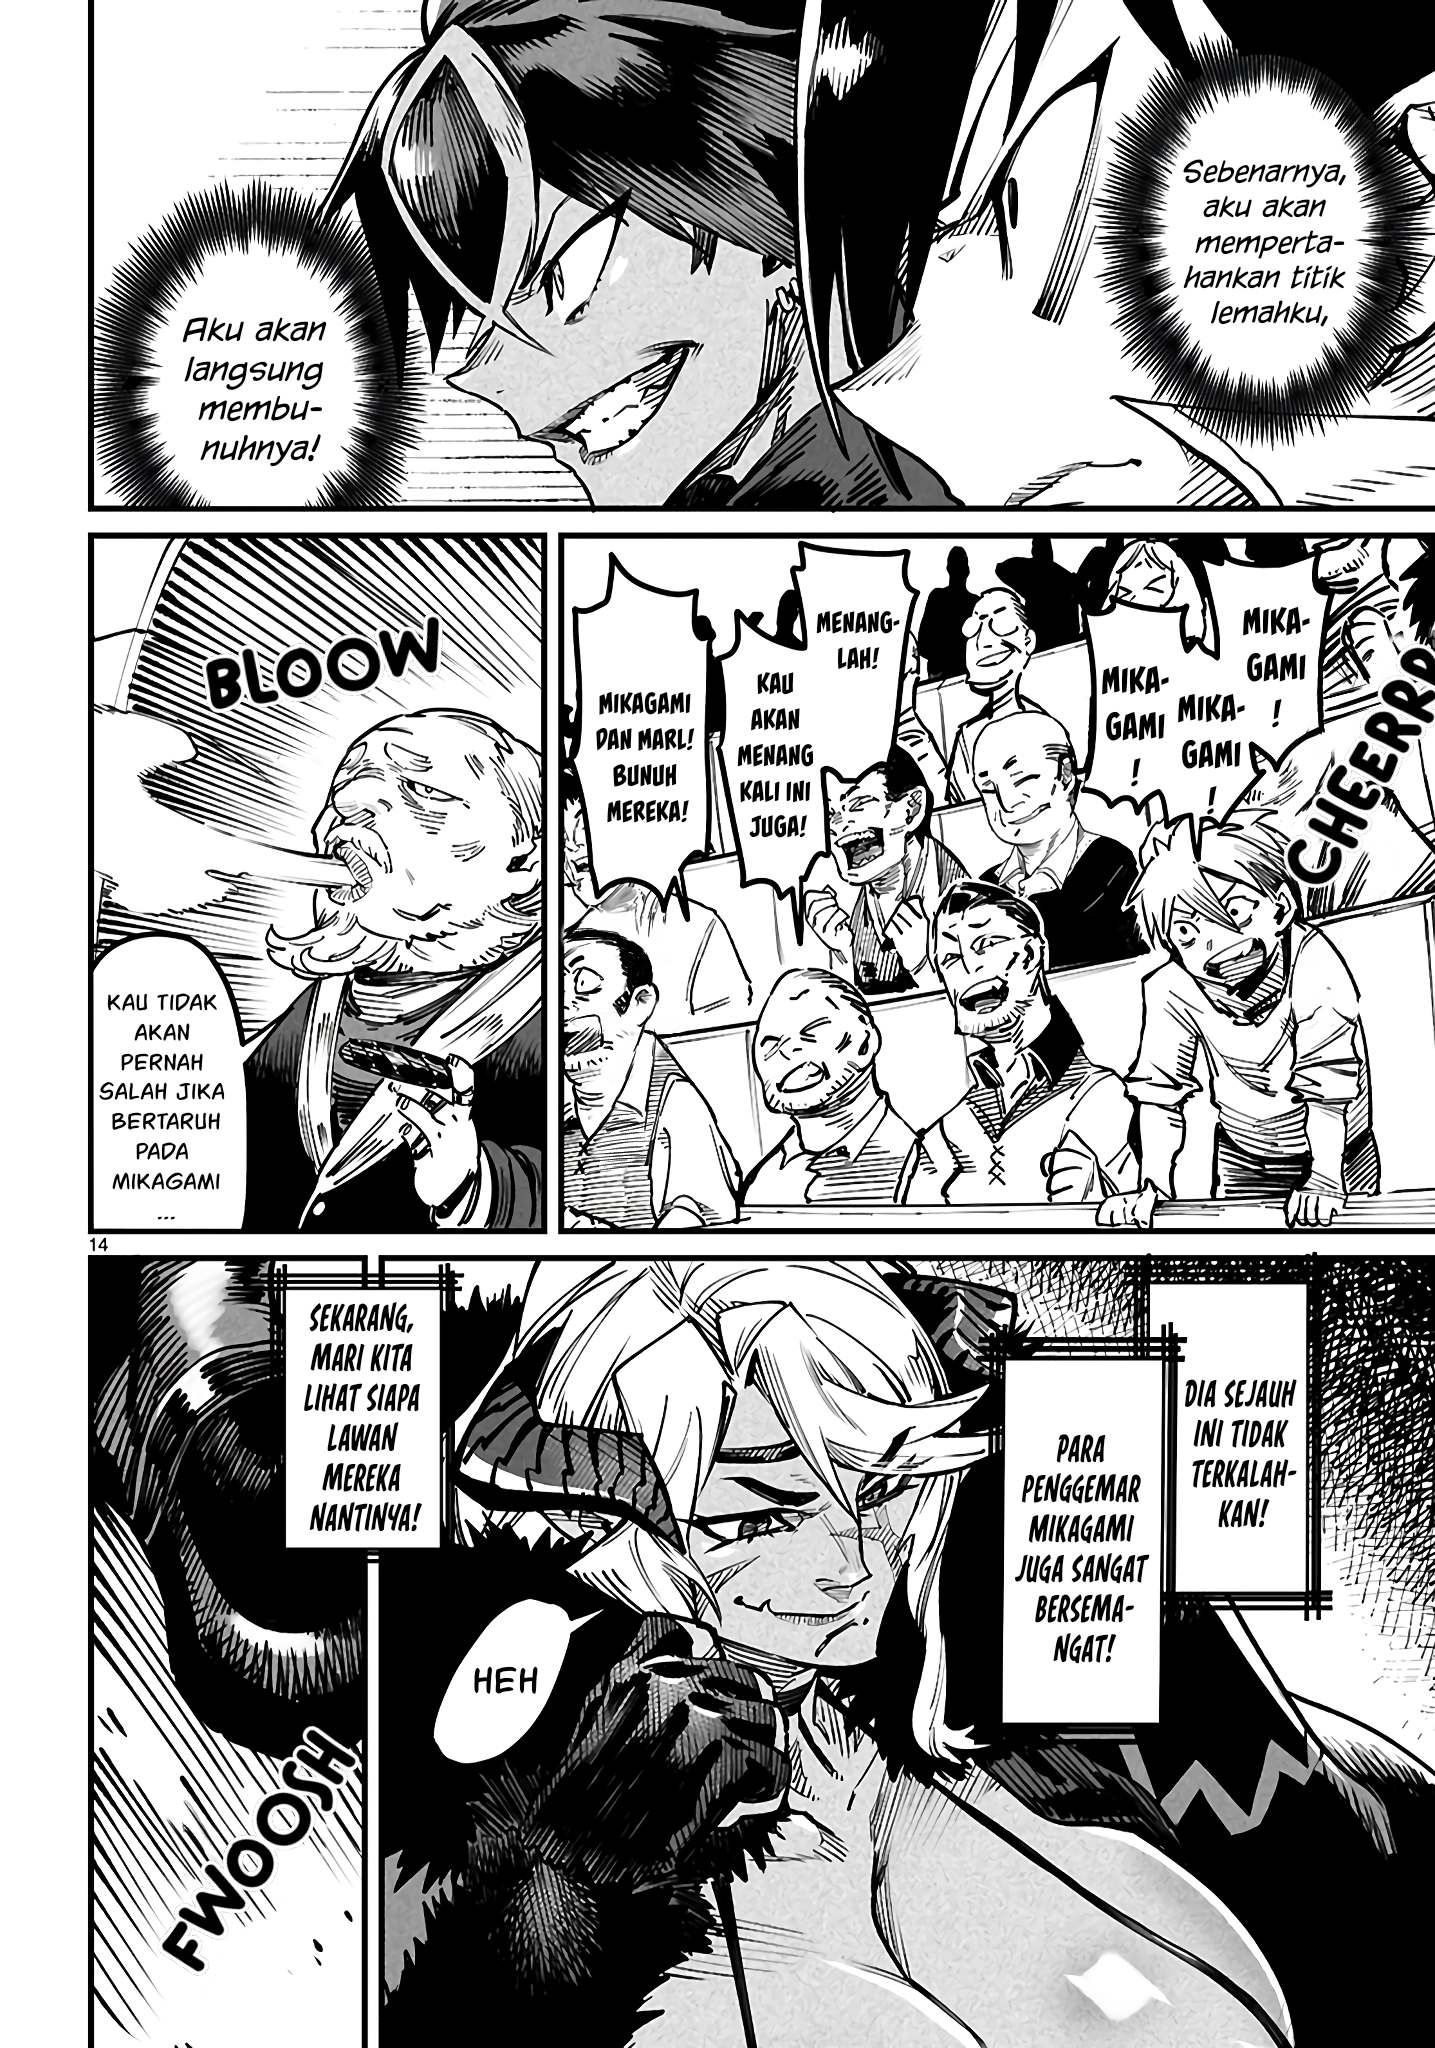 Sebenarnya,
aku akan
memperta-
hankan titik
lemahku,
Aku akan
langsung
membu-
nuhnya!
MIKA-
GAMI
!
MIKA-
GAMI
!
MIKA-
GAMI
!
CHEERRR
MENANG-
LAH!
KAU
AKAN
MENANG
KALI INI
JUGA!
MIKAGAMI
DAN MARL!
BUNUH
MEREKA!
BLOOW
KAU TIDAK
AKAN
PERNAH
SALAH JIKA
BERTARUH
PADA
MIKAGAMI
...
14
DIA SEJAUH
INI TIDAK
TERKALAH-
KAN!
PARA
PENGGEMAR
MIKAGAMI
JUGA SANGAT
BERSEMA-
NGAT!
SEKARANG,
MARI KITA
LIHAT SIAPA
LAWAN
MEREKA
NANTINYA!
HEH
FWOOSH